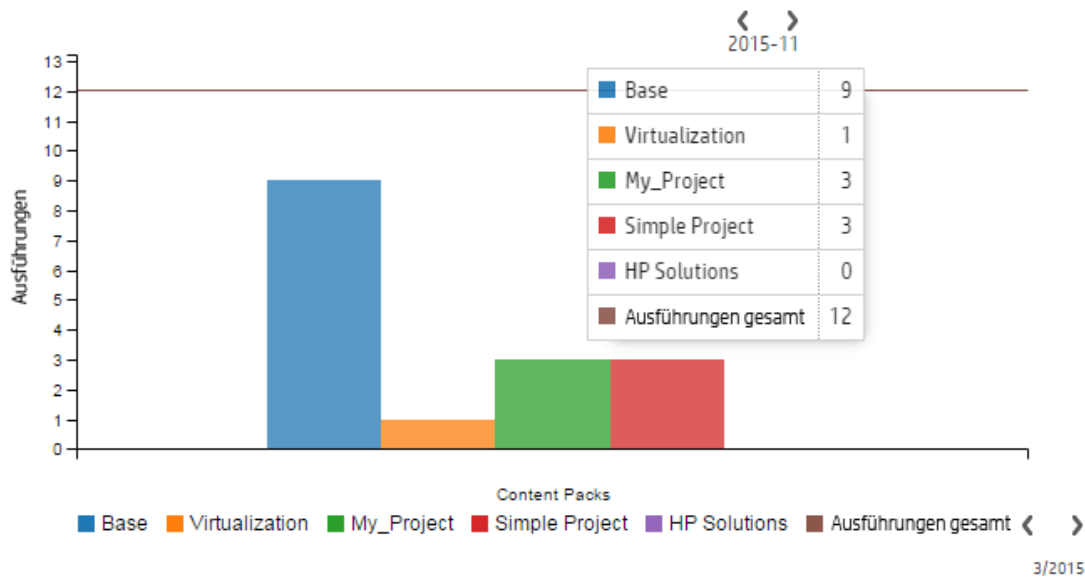 2015-11
13
12
11
10
9
8
7
6
5
4
3
2
1
0
Ausführungen
Base 9
Virtualization 1
My_Project 3
Simple Project 3
HP Solutions 0
Ausführungen gesamt 12
Content Packs
Base Virtualization My_Project Simple Project HP Solutions Ausführungen gesamt
3/2015